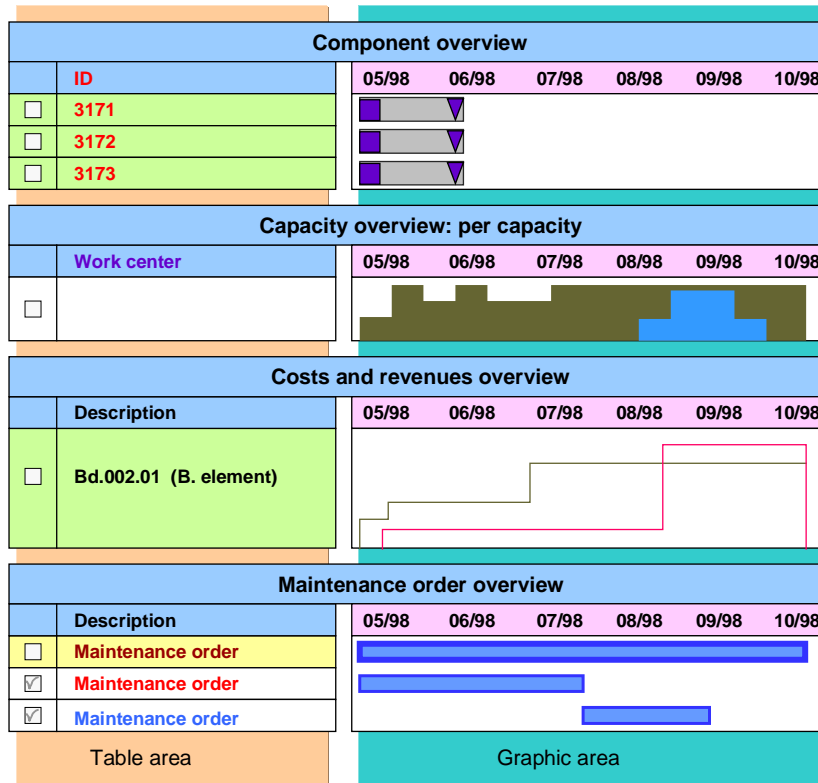 Component overview
ID 05/98 06/98 07/98 08/98 09/98 10/98
3171
3172
3173
Capacity overview: per capacity
Work center 05/98 06/98 07/98 08/98 09/98 10/98
Costs and revenues overview
Description 05/98 06/98 07/98 08/98 09/98 10/98
Bd.002.01 (B. element)
Maintenance order overview
Description 05/98 06/98 07/98 08/98 09/98 10/98
Maintenance order
Maintenance order
Maintenance order
Table area Graphic area